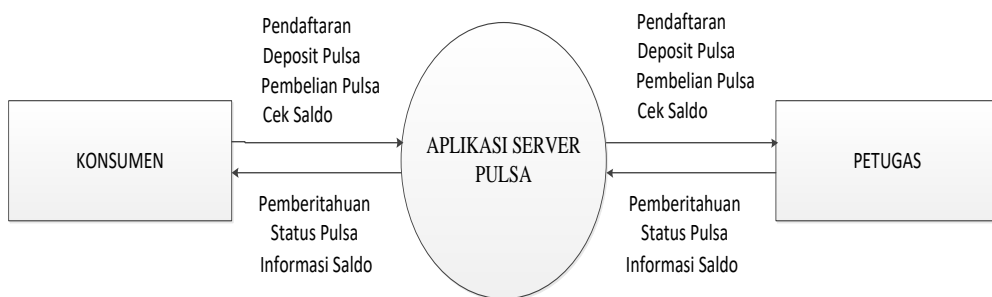 Pendaftaran
Deposit Pulsa
Pembelian Pulsa
Cek Saldo
Pendaftaran
Deposit Pulsa
Pembelian Pulsa
Cek Saldo
KONSUMEN
APLIKASI SERVER
PULSA
PETUGAS
Pemberitahuan
Status Pulsa
Informasi Saldo
Pemberitahuan
Status Pulsa
Informasi Saldo